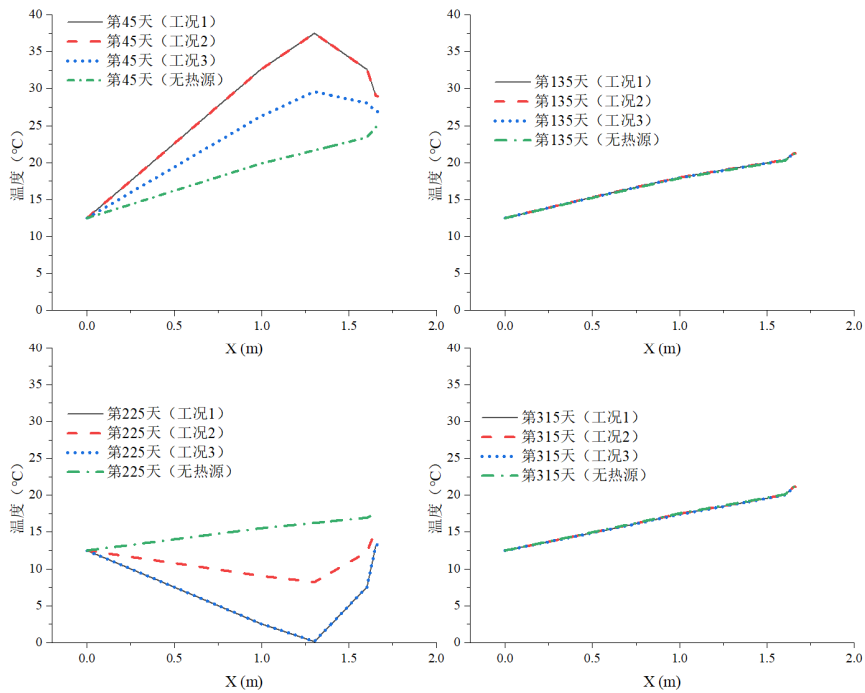 40
35
30
25
20
15
10
5
0
温度（℃）
第45天（工况1）
第45天（工况2）
第45天（工况3）
第45天（无热源）
0.0
0.5
1.0
1.5
2.0
X (m)
40
35
30
25
20
15
10
5
0
温度（℃）
第135天（工况1）
第135天（工况2）
第135天（工况3）
第135天（无热源）
0.0
0.5
1.0
1.5
2.0
X (m)
40
35
30
25
20
15
10
5
0
温度（℃）
第225天（工况1）
第225天（工况2）
第225天（工况3）
第225天（无热源）
0.0
0.5
1.0
1.5
2.0
X (m)
40
35
30
25
20
15
10
5
0
温度（℃）
第315天（工况1）
第315天（工况2）
第315天（工况3）
第315天（无热源）
0.0
0.5
1.0
1.5
2.0
X (m)